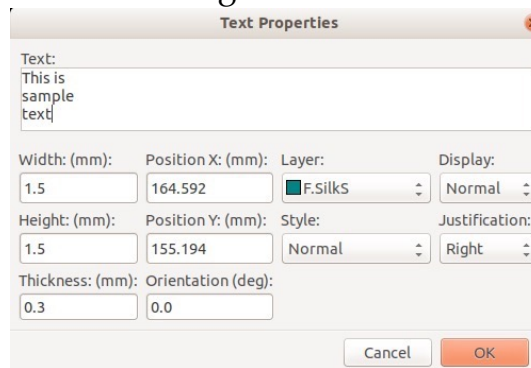 Text Properties
Text:
This is
sample
text
Width: (mm): Position X: (mm): Layer: Display:
1.5 164.592 F.SilkS Normal
Height: (mm): Position Y: (mm): Style: Justification:
1.5 155.194 Normal Right
Thickness: (mm): Orientation (deg):
0.3 0.0
Cancel OK